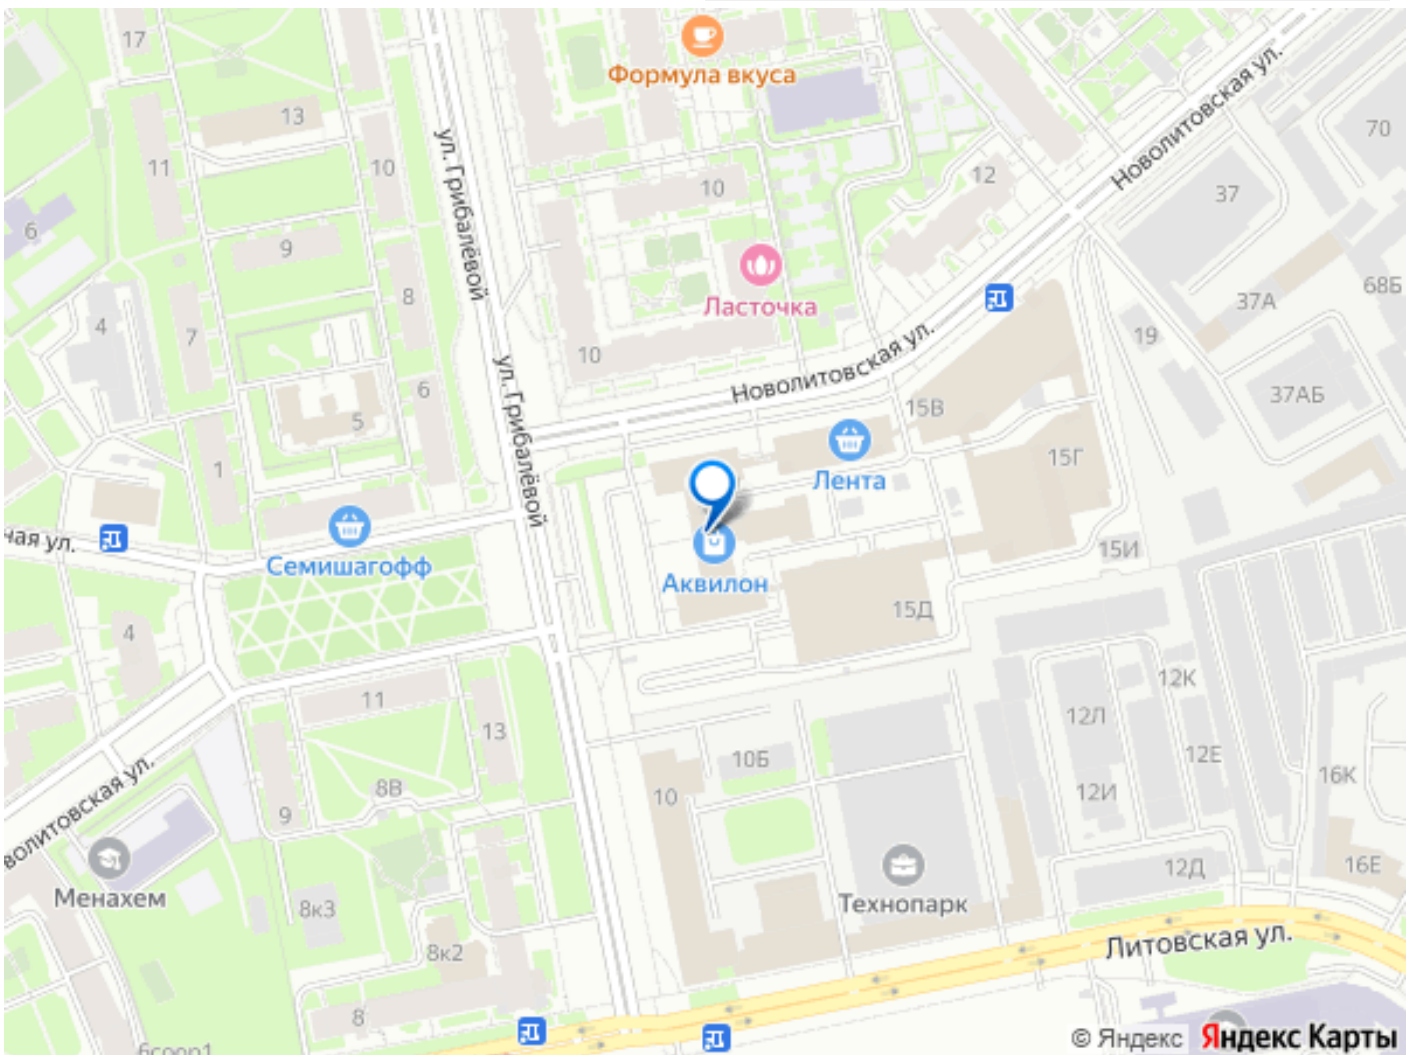 17
Формула вкуса
13
11
10
ул. Грибалёвой
10
12
Новолитовская ул.
70
37
6
9
8
Ласточка
37А
68Б
4
7
10
19
ул. Грибалёвой
Новолитовская ул.
6
5
15В
37АБ
1
15Г
Лента
ная ул.
Семишагофф
Аквилон
15И
15Д
4
12К
11
13
12Л
12Е
10Б
16К
8В
10
12И
9
волитовская ул.
Менахем
Технопарк
12Д
16Е
8к3
8к2
Литовская ул.
8
6соор1
© Яндекс Яндекс Карты